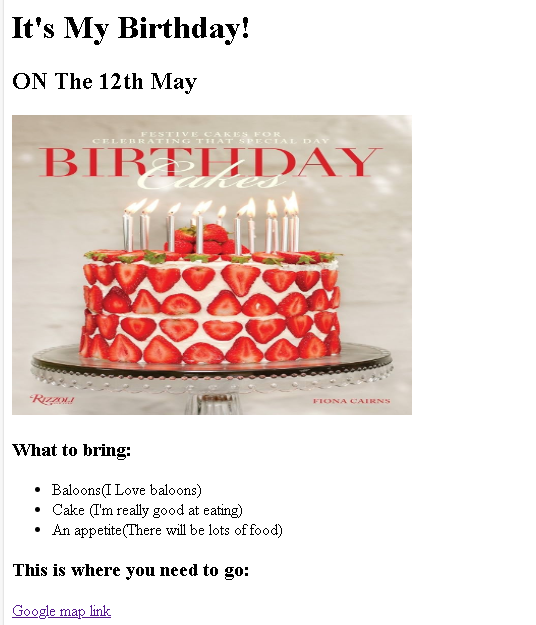 It's My Birthday!
ON The 12th May
FESTIVE CAKES FOR
CELEBRATING THAT SPECIAL DAY
BIRTHDAY
Cakes
RIZZOLI
FIONA CAIRNS
What to bring:
Baloons(I Love baloons)
Cake (I'm really good at eating)
An appetite(There will be lots of food)
This is where you need to go:
Google map link